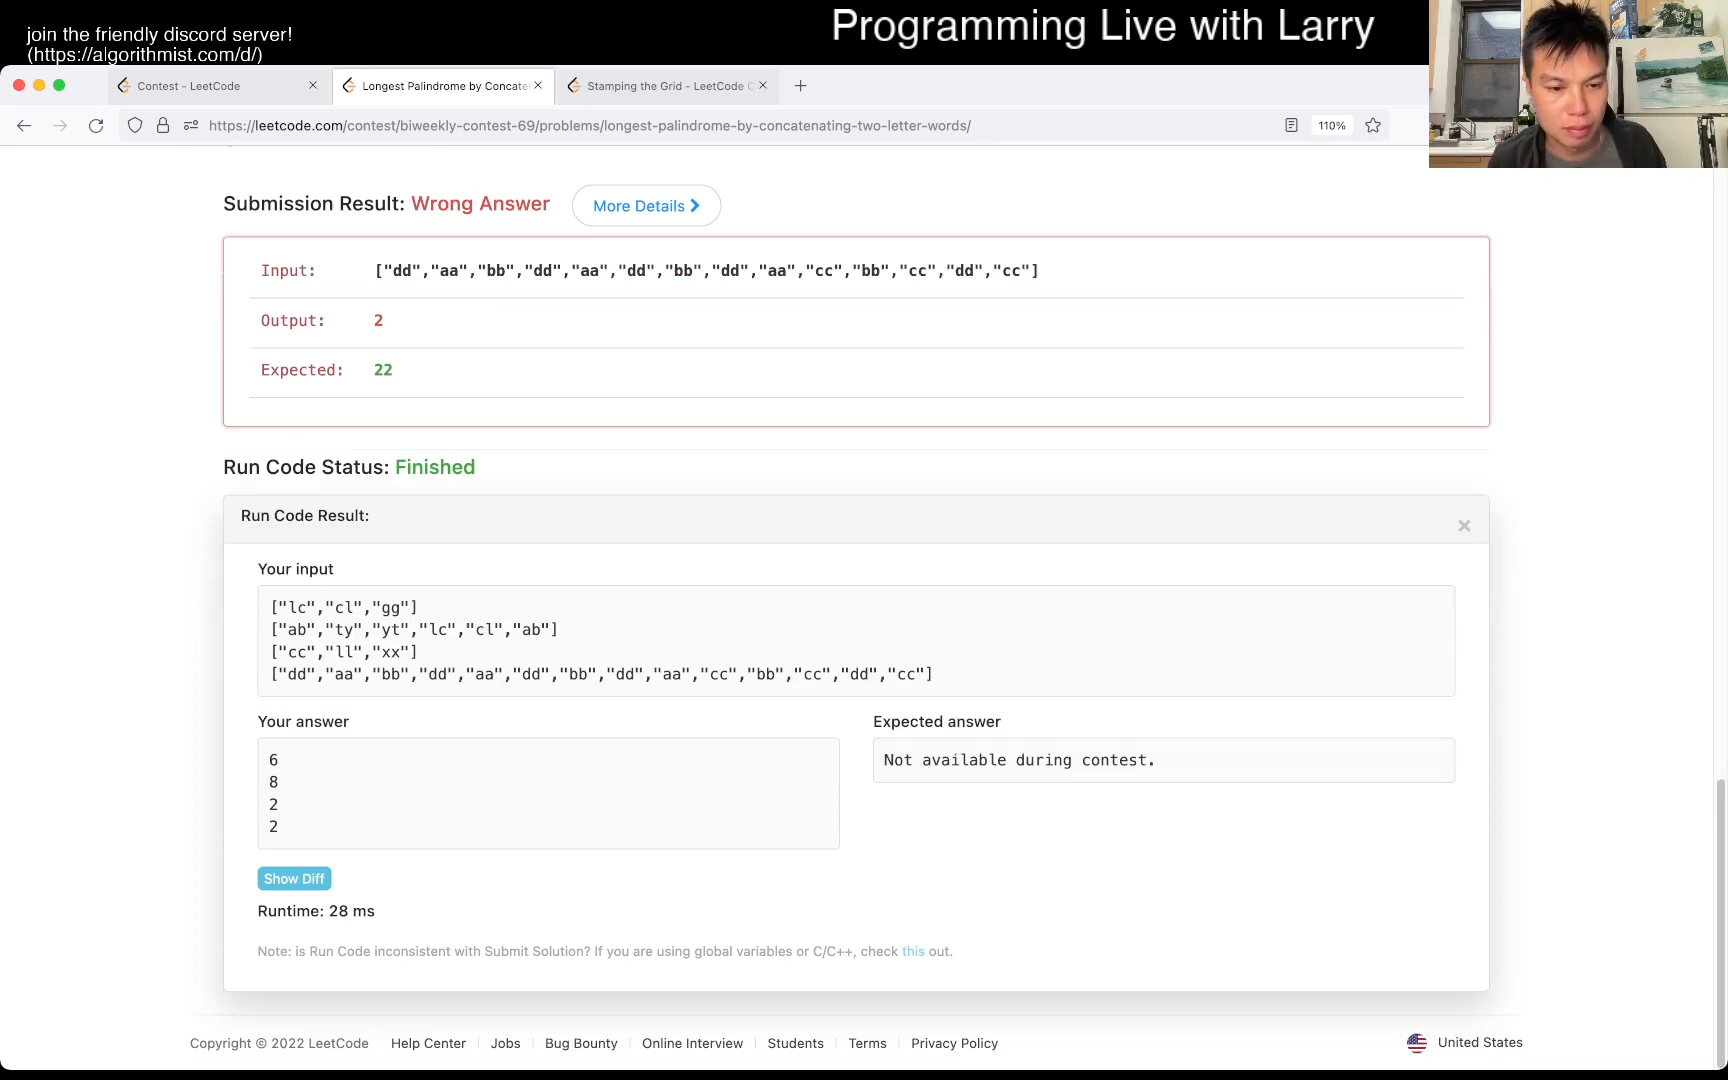 join the friendly discord server!
(https://algorithmist.com/d/)
Programming Live with Larry
Contest - LeetCode
Longest Palindrome by Concate
Stamping the Grid - LeetCode C
https://leetcode.com/contest/biweekly-contest-69/problems/longest-palindrome-by-concatenating-two-letter-words/
110%
Submission Result: Wrong Answer
More Details
Input: ["dd","aa","bb","dd","aa","dd","bb","dd","aa","cc","bb","cc","dd","cc"]
Output: 2
Expected: 22
Run Code Status: Finished
Run Code Result:
Your input
["lc","cl","gg"]
["ab","ty","yt","lc","cl","ab"]
["cc","ll","xx"]
["dd","aa","bb","dd","aa","dd","bb","dd","aa","cc","bb","cc","dd","cc"]
Your answer
6
8
2
2
Expected answer
Not available during contest.
Show Diff
Runtime: 28 ms
Note: is Run Code inconsistent with Submit Solution? If you are using global variables or C/C++, check this out.
Copyright © 2022 LeetCode
Help Center
Jobs
Bug Bounty
Online Interview
Students
Terms
Privacy Policy
United States